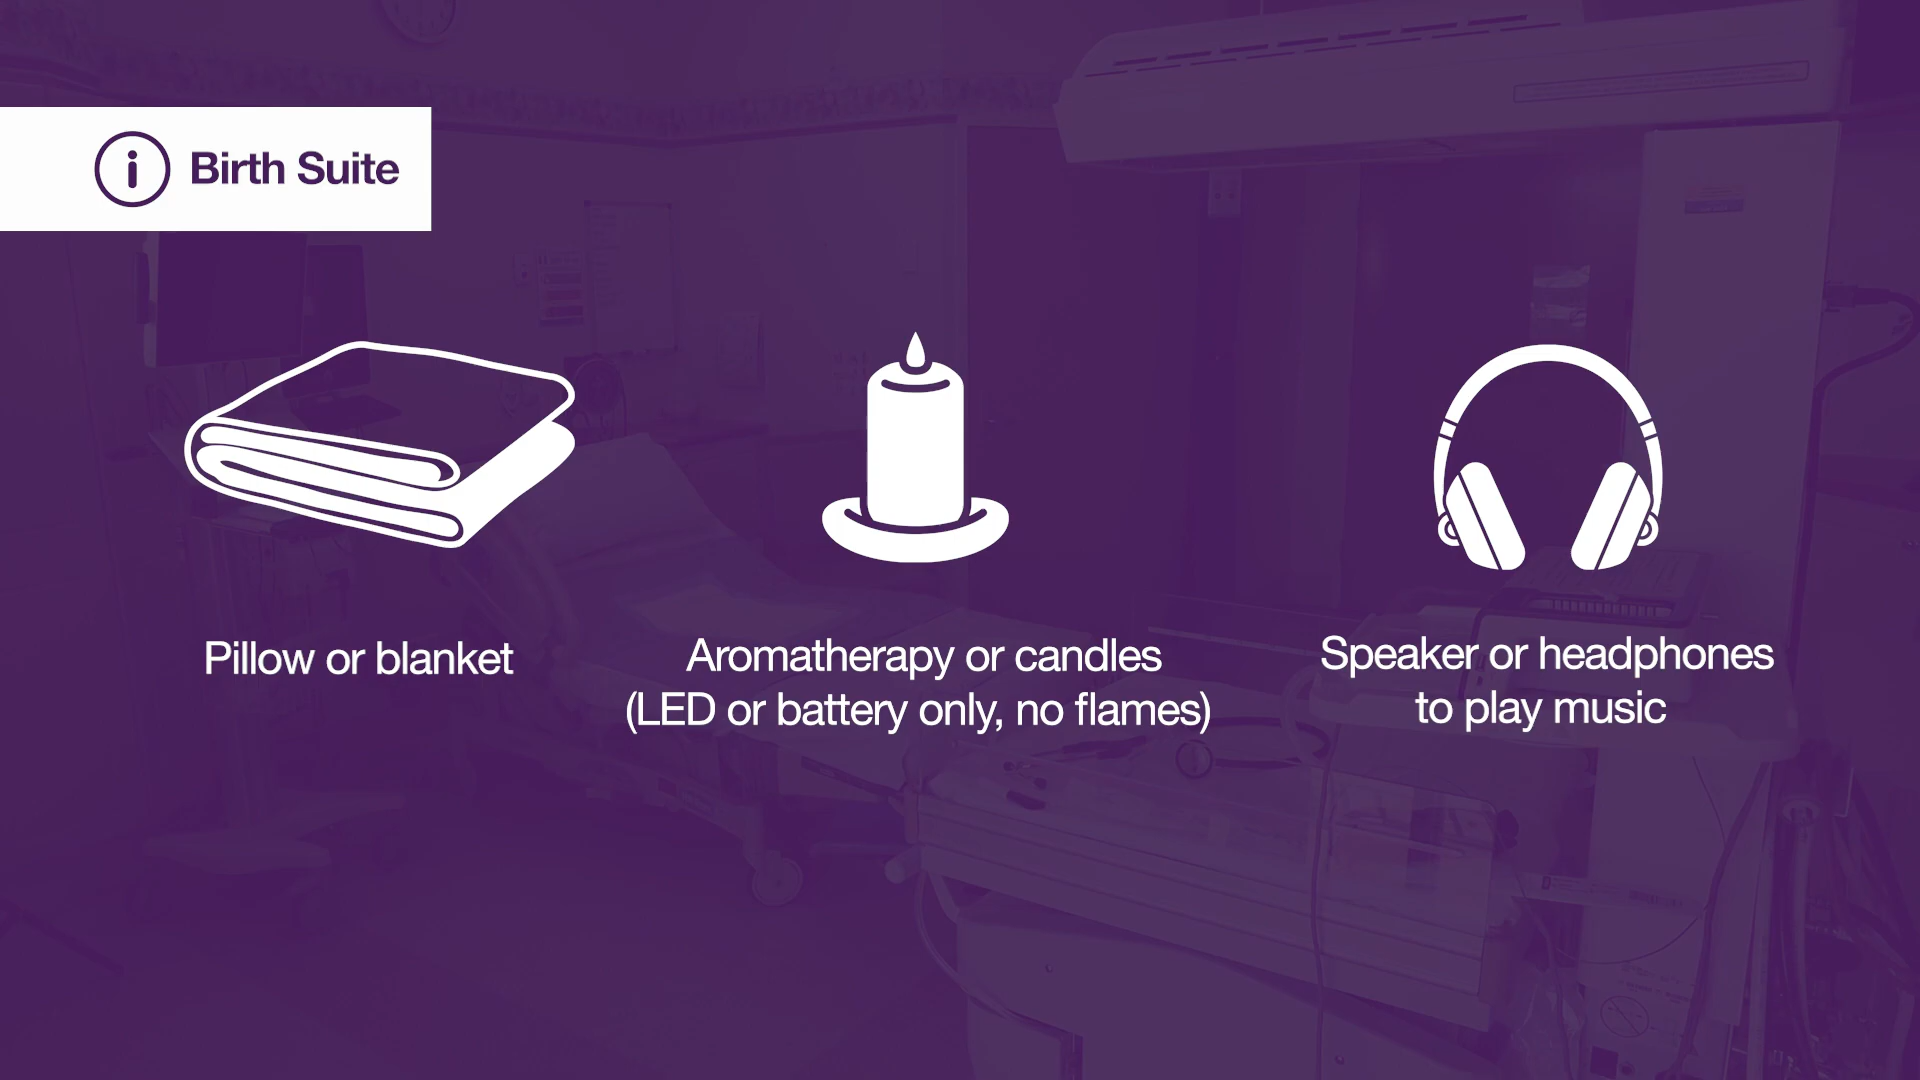 i Birth Suite
Pillow or blanket
Aromatherapy or candles
(LED or battery only, no flames)
Speaker or headphones
to play music